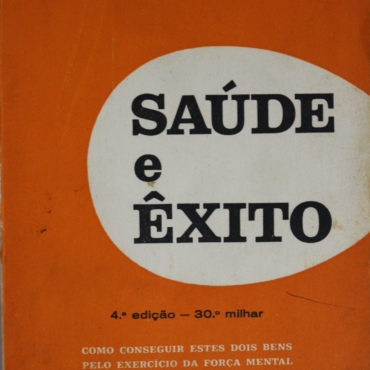 SAÚDE
e
ÊXITO
4.ª edição — 30.º milhar
COMO CONSEGUIR ESTES DOIS BENS
PELO EXERCÍCIO DA FORÇA MENTAL